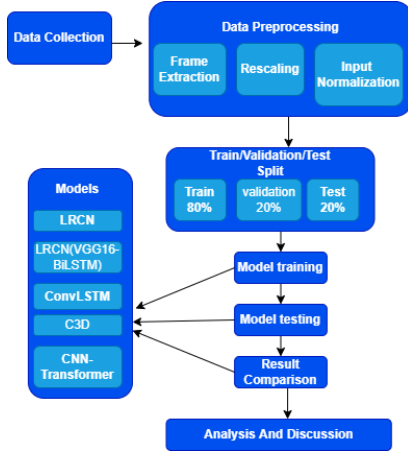 Data Collection
Data Preprocessing
Frame
Extraction
Rescaling
Input
Normalization
Train/Validation/Test
Split
Train
80%
validation
20%
Test
20%
Models
LRCN
LRCN(VGG16-
BiLSTM)
ConvLSTM
C3D
CNN-
Transformer
Model training
Model testing
Result
Comparison
Analysis And Discussion